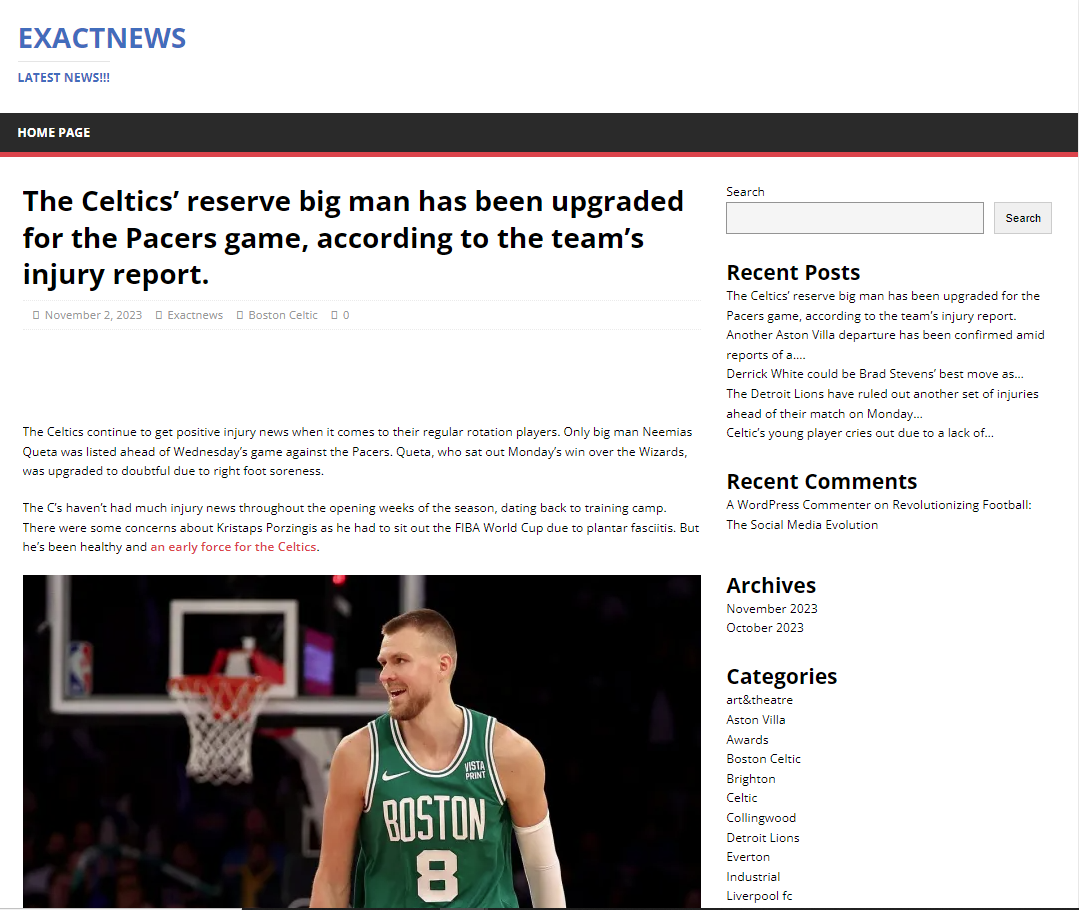 EXACTNEWS
LATEST NEWS!!!
HOME PAGE
The Celtics’ reserve big man has been upgraded
for the Pacers game, according to the team’s
injury report.
November 2, 2023 Exactnews Boston Celtic 0
The Celtics continue to get positive injury news when it comes to their regular rotation players. Only big man Neemias
Queta was listed ahead of Wednesday’s game against the Pacers. Queta, who sat out Monday’s win over the Wizards,
was upgraded to doubtful due to right foot soreness.
The C’s haven’t had much injury news throughout the opening weeks of the season, dating back to training camp.
There were some concerns about Kristaps Porzingis as he had to sit out the FIBA World Cup due to plantar fasciitis. But
he’s been healthy and an early force for the Celtics.
VISTA
PRINT
BOSTON
8
Search
Search
Recent Posts
The Celtics’ reserve big man has been upgraded for the
Pacers game, according to the team’s injury report.
Another Aston Villa departure has been confirmed amid
reports of a….
Derrick White could be Brad Stevens’ best move as…
The Detroit Lions have ruled out another set of injuries
ahead of their match on Monday…
Celtic’s young player cries out due to a lack of…
Recent Comments
A WordPress Commenter on Revolutionizing Football:
The Social Media Evolution
Archives
November 2023
October 2023
Categories
art&theatre
Aston Villa
Awards
Boston Celtic
Brighton
Celtic
Collingwood
Detroit Lions
Everton
Industrial
Liverpool fc